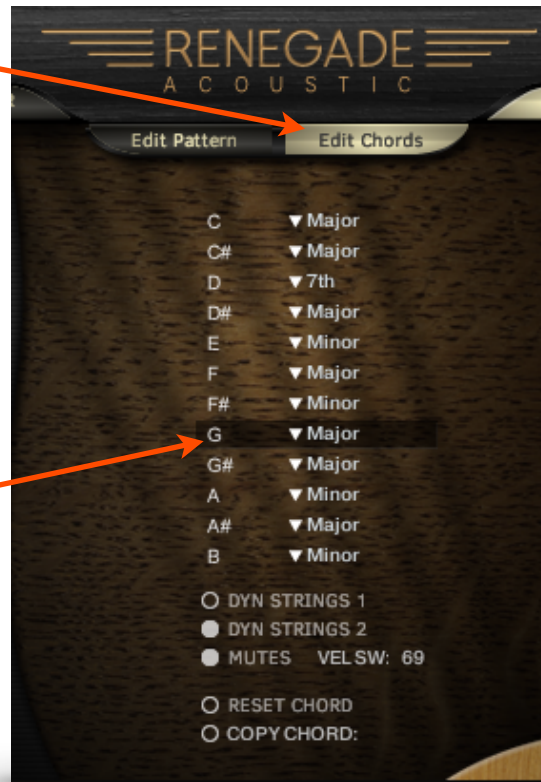 RENEGADE
ACOUSTIC
Edit Pattern Edit Chords
C ▼ Major
C# ▼ Major
D ▼ 7th
D# ▼ Major
E ▼ Minor
F ▼ Major
F# ▼ Minor
G ▼ Major
G# ▼ Major
A ▼ Minor
A# ▼ Major
B ▼ Minor
DYN STRINGS 1
DYN STRINGS 2
MUTES VEL SW: 69
RESET CHORD
COPY CHORD: